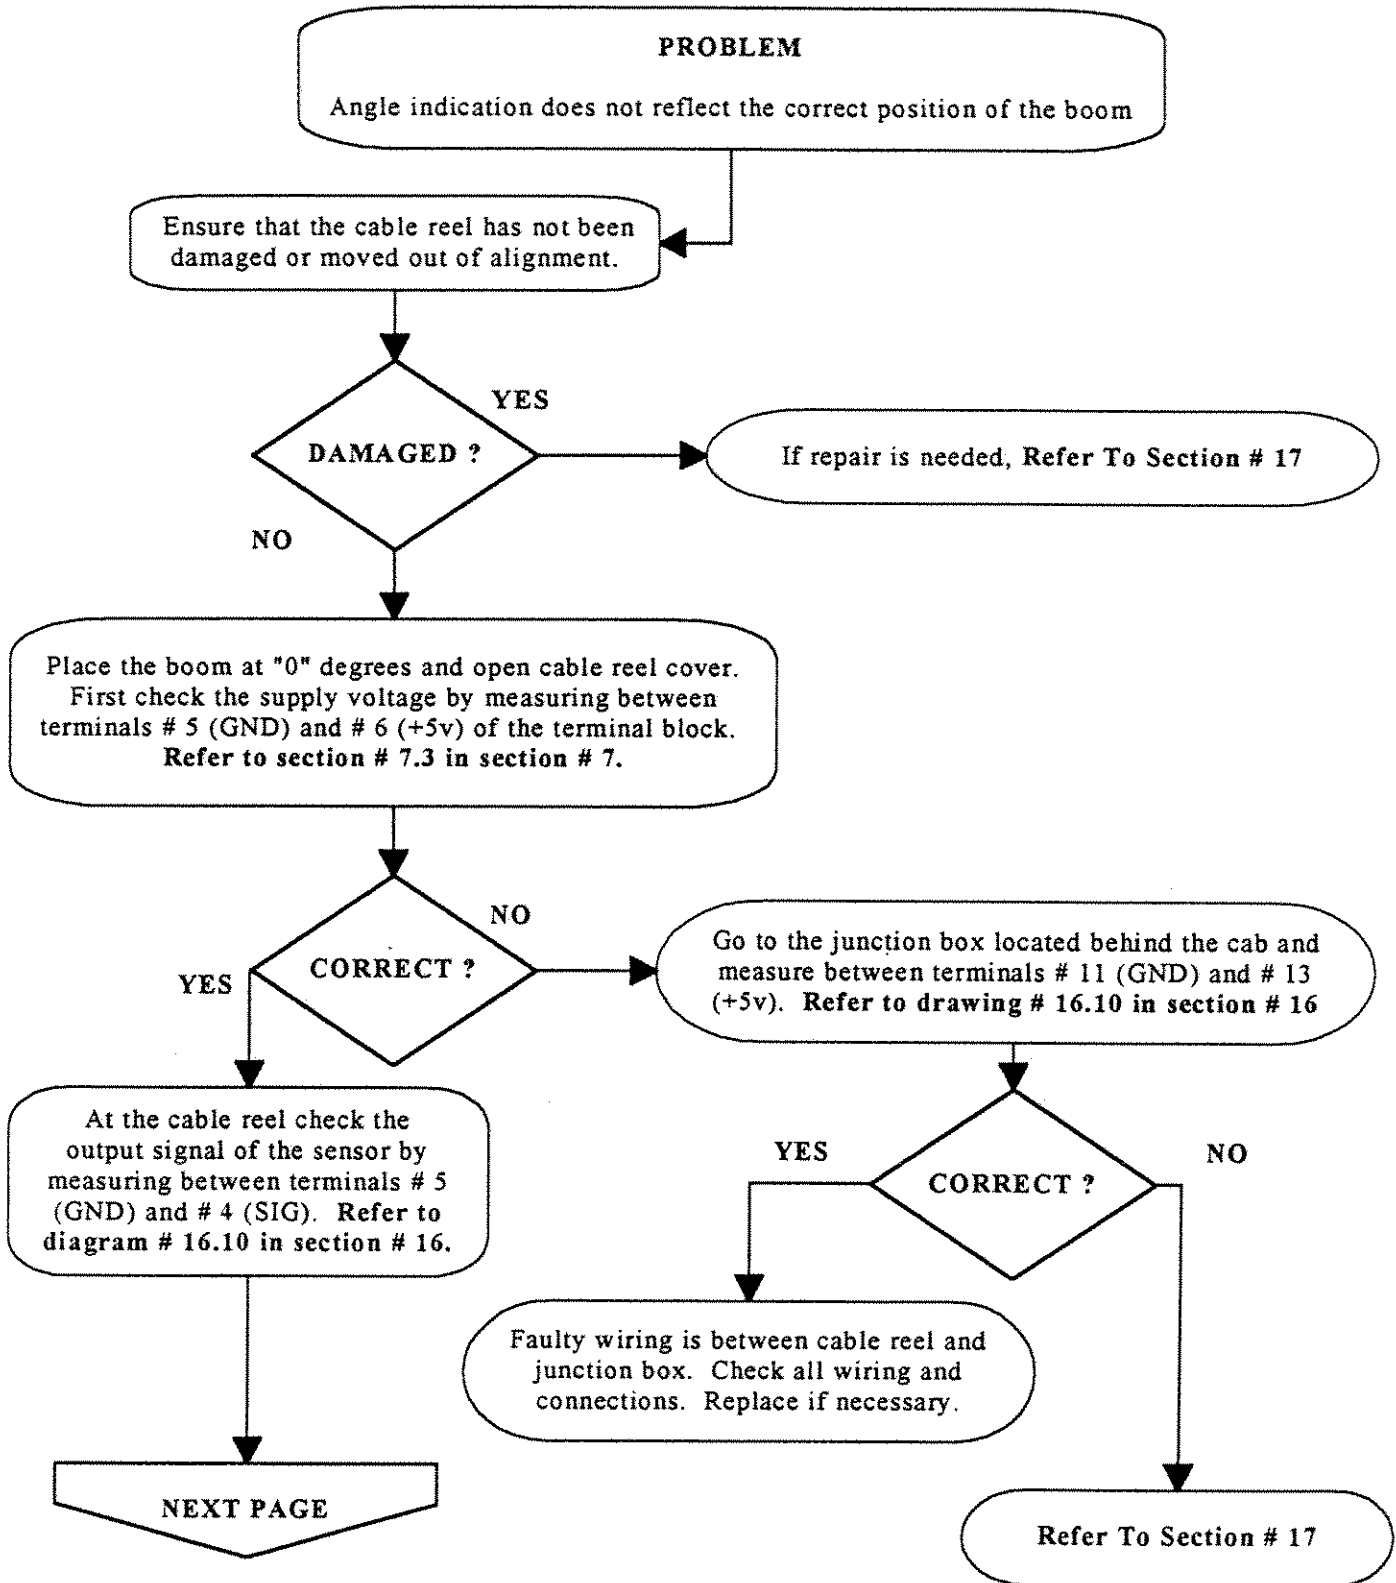 PROBLEM
Angle indication does not reflect the correct position of the boom
Ensure that the cable reel has not been
damaged or moved out of alignment.
YES
DAMAGED ?
If repair is needed, Refer To Section # 17
NO
Place the boom at "0" degrees and open cable reel cover.
First check the supply voltage by measuring between
terminals # 5 (GND) and # 6 (+5v) of the terminal block.
Refer to section # 7.3 in section # 7.
NO
CORRECT ?
YES
Go to the junction box located behind the cab and
measure between terminals # 11 (GND) and # 13
(+5v). Refer to drawing # 16.10 in section # 16
At the cable reel check the
output signal of the sensor by
measuring between terminals # 5
(GND) and # 4 (SIG). Refer to
diagram # 16.10 in section # 16.
YES
NO
CORRECT ?
Faulty wiring is between cable reel and
junction box. Check all wiring and
connections. Replace if necessary.
NEXT PAGE
Refer To Section # 17